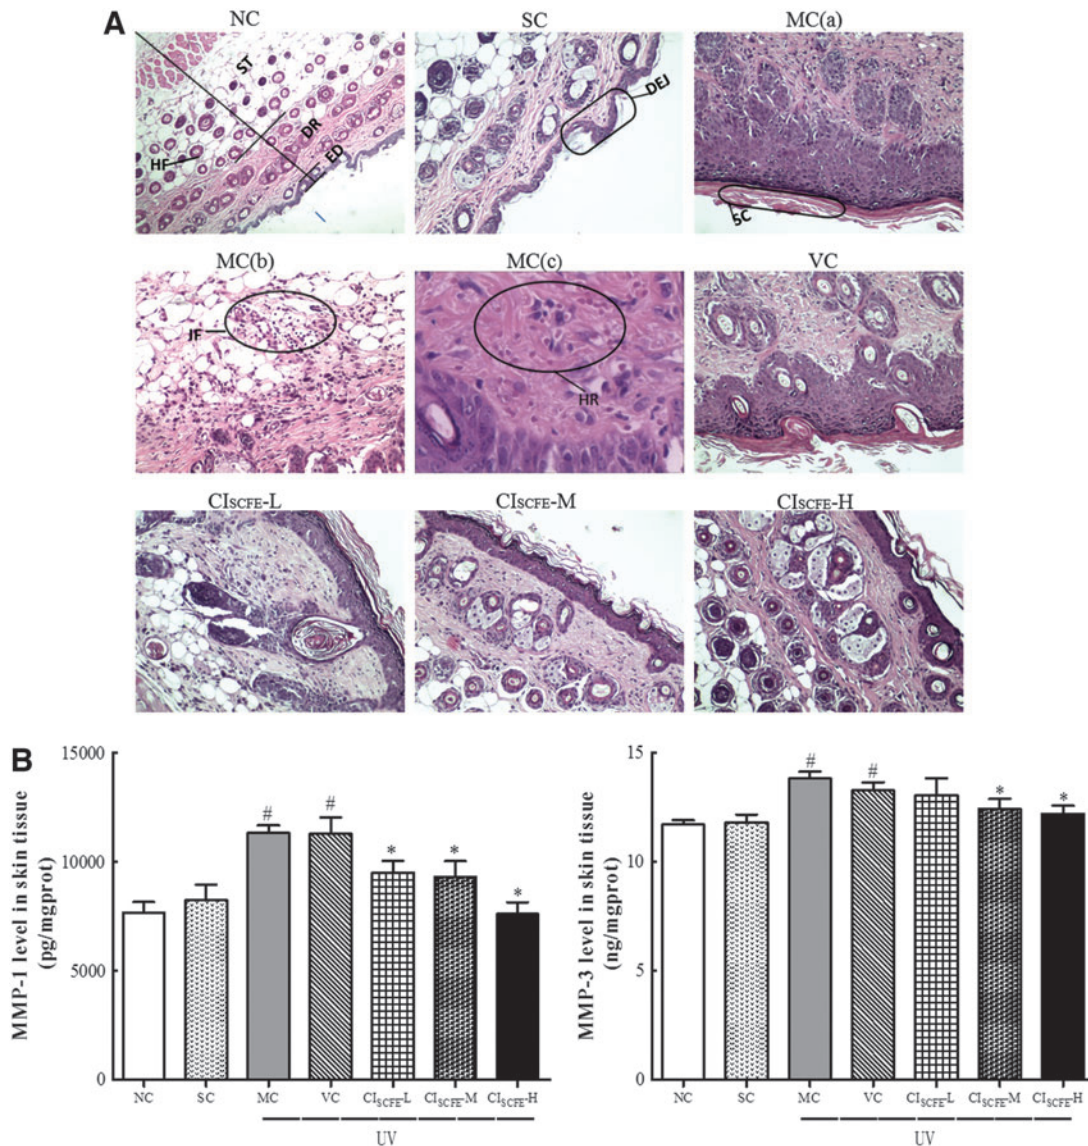 A
NC
SC
MC(a)
ST
DR
ED
HF
DEJ
SC
MC(b)
MC(c)
VC
IF
HR
CISCFE-L
CISCFE-M
CISCFE-H
B
MMP-1 level in skin tissue
(pg/mgprot)
15000
10000
5000
0
#
#
*
*
*
NC
SC
MC
VC
CISCFE-L
CISCFE-M
CISCFE-H
UV
MMP-3 level in skin tissue
(ng/mgprot)
15
10
5
0
#
#
*
*
NC
SC
MC
VC
CISCFE-L
CISCFE-M
CISCFE-H
UV